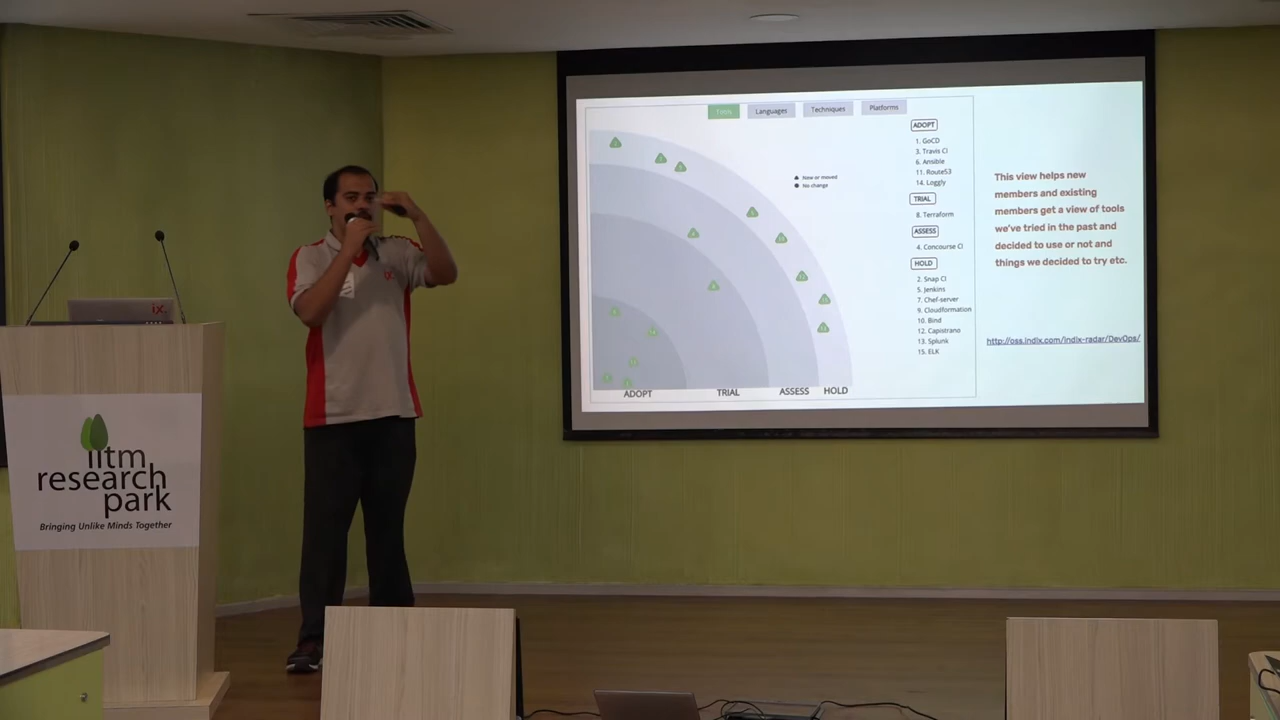 Tools
Languages
Techniques
Platforms
New or moved
No change
ADOPT
1. GoCD
3. Travis CI
6. Ansible
11. Route53
14. Loggly
TRIAL
8. Terraform
ASSESS
4. Concourse CI
HOLD
2. Snap CI
5. Jenkins
7. Chef-server
9. Cloudformation
10. Bind
12. Capistrano
13. Splunk
15. ELK
ADOPT
TRIAL
ASSESS
HOLD
This view helps new
members and existing
members get a view of tools
we've tried in the past and
decided to use or not and
things we decided to try etc.
http://oss.indix.com/indix-radar/DevOps/
ix.
iitm
research
park
Bringing Unlike Minds Together